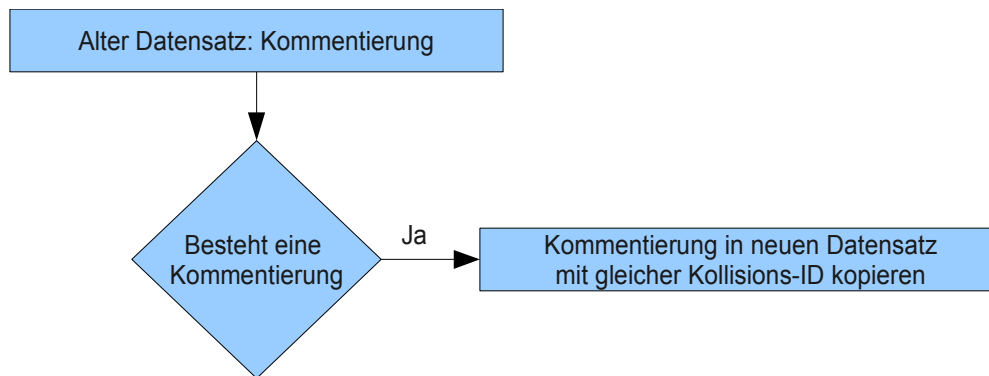 Alter Datensatz: Kommentierung
Besteht eine
Kommentierung
Ja
Kommentierung in neuen Datensatz
mit gleicher Kollisions-ID kopieren